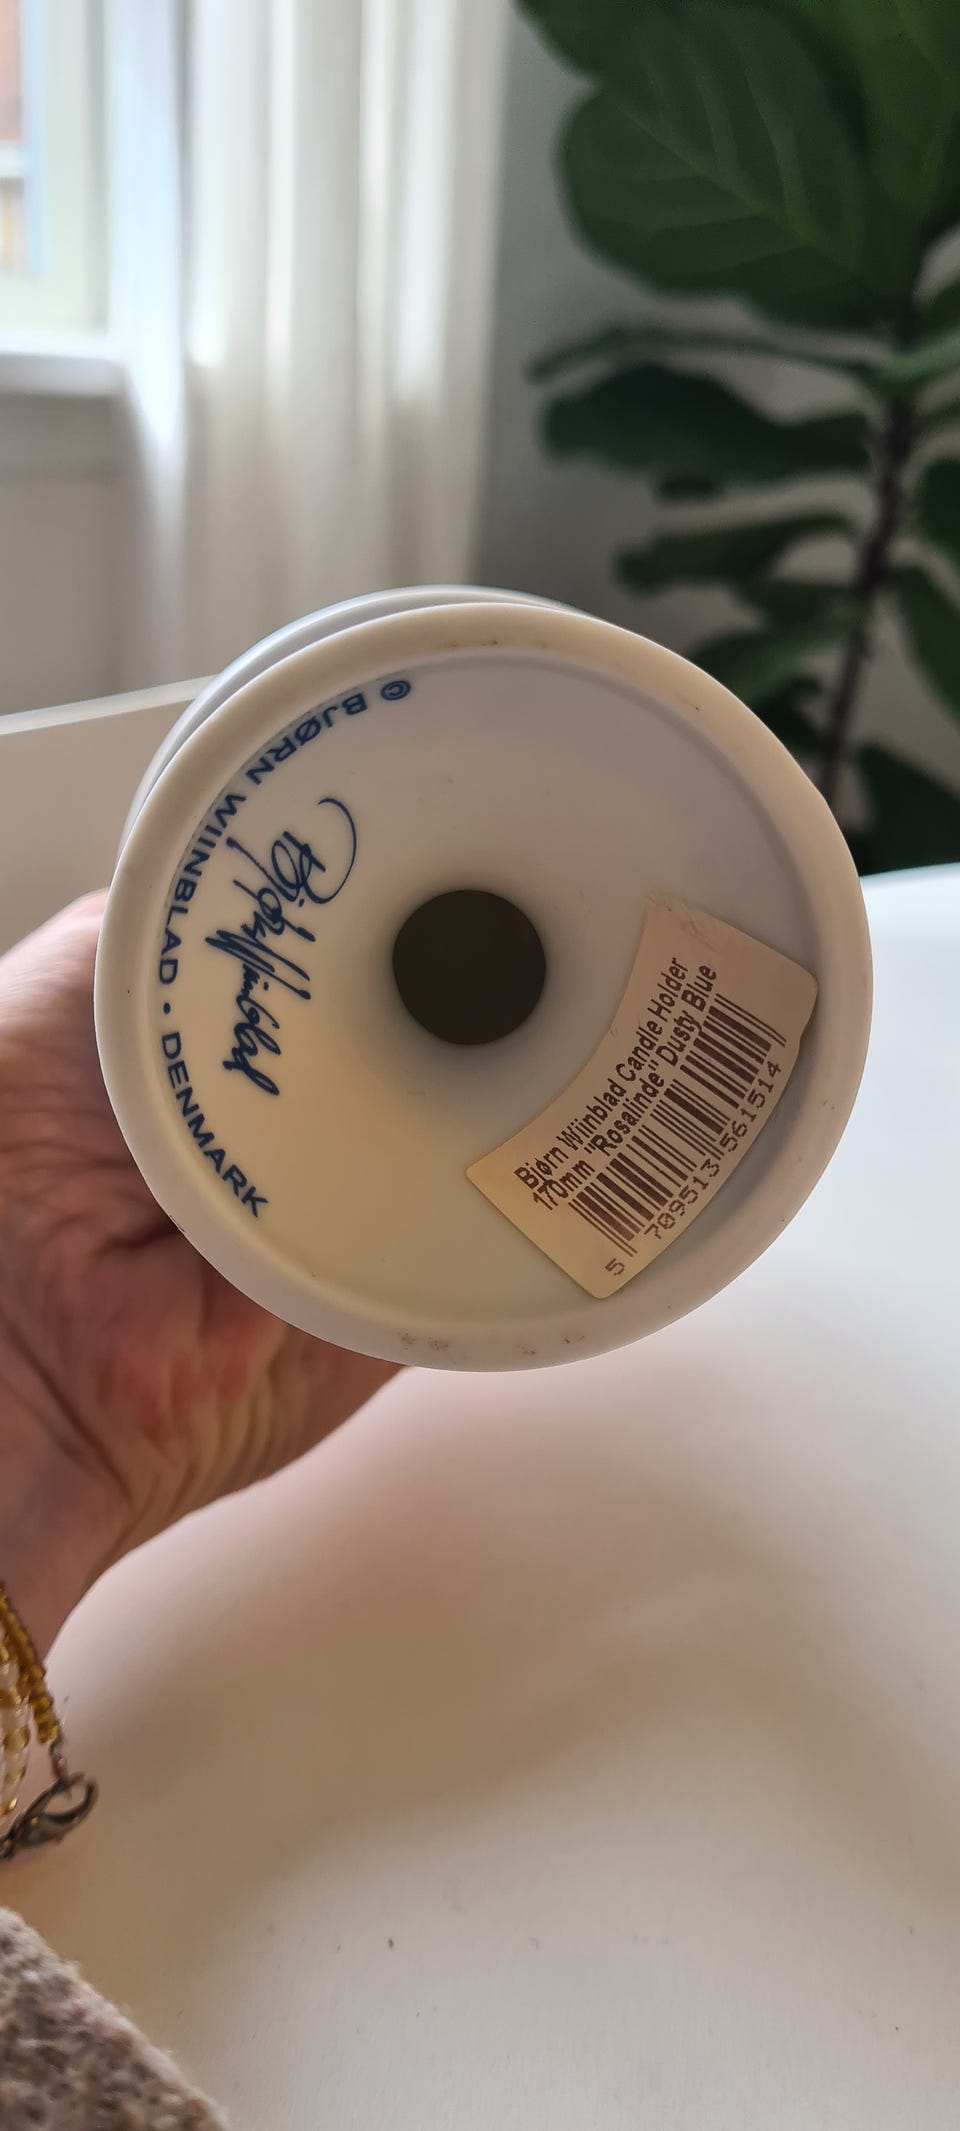 © BJØRN WIINBLAD • DENMARK
Bjørn Wiinblad
Bjørn Wiinblad Candle Holder
170mm "Rosalinde" Dusty Blue
5 709513 561514